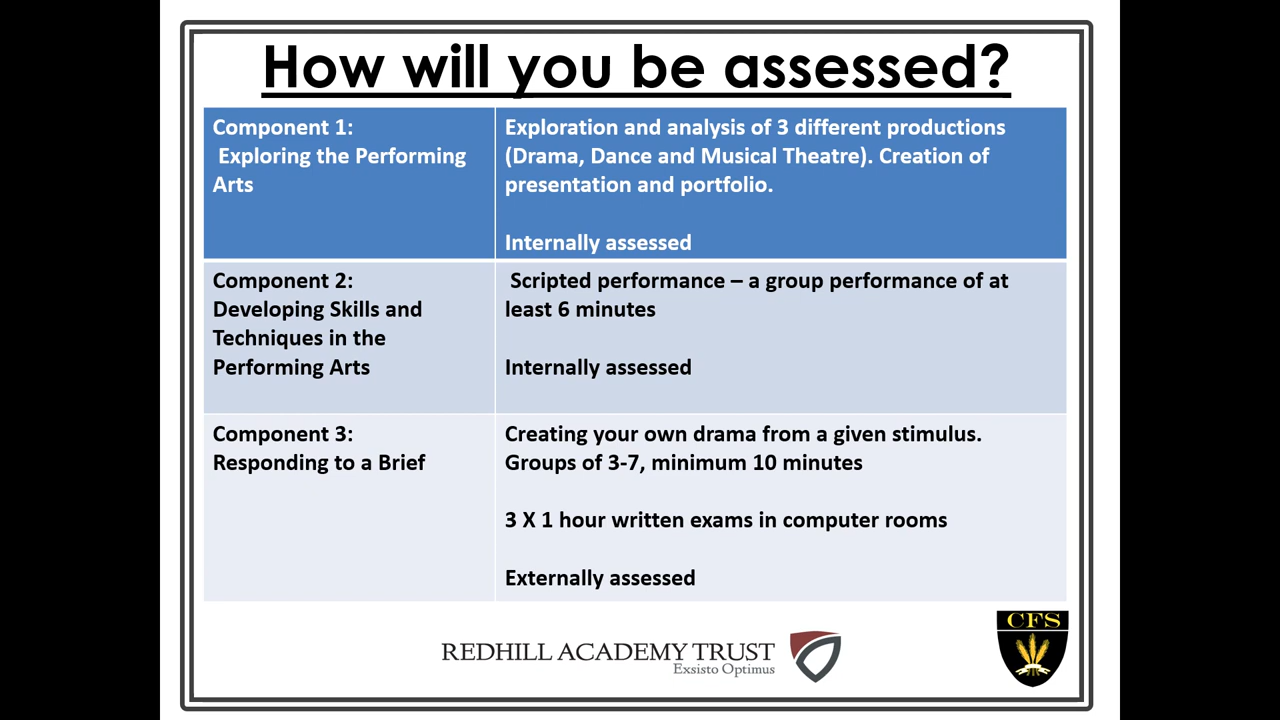 How will you be assessed?
Component 1:
Exploring the Performing
Arts
Exploration and analysis of 3 different productions
(Drama, Dance and Musical Theatre). Creation of
presentation and portfolio.
Internally assessed
Component 2:
Developing Skills and
Techniques in the
Performing Arts
Scripted performance – a group performance of at
least 6 minutes
Internally assessed
Component 3:
Responding to a Brief
Creating your own drama from a given stimulus.
Groups of 3-7, minimum 10 minutes
3 X 1 hour written exams in computer rooms
Externally assessed
REDHILL ACADEMY TRUST
Exsisto Optimus
CFS